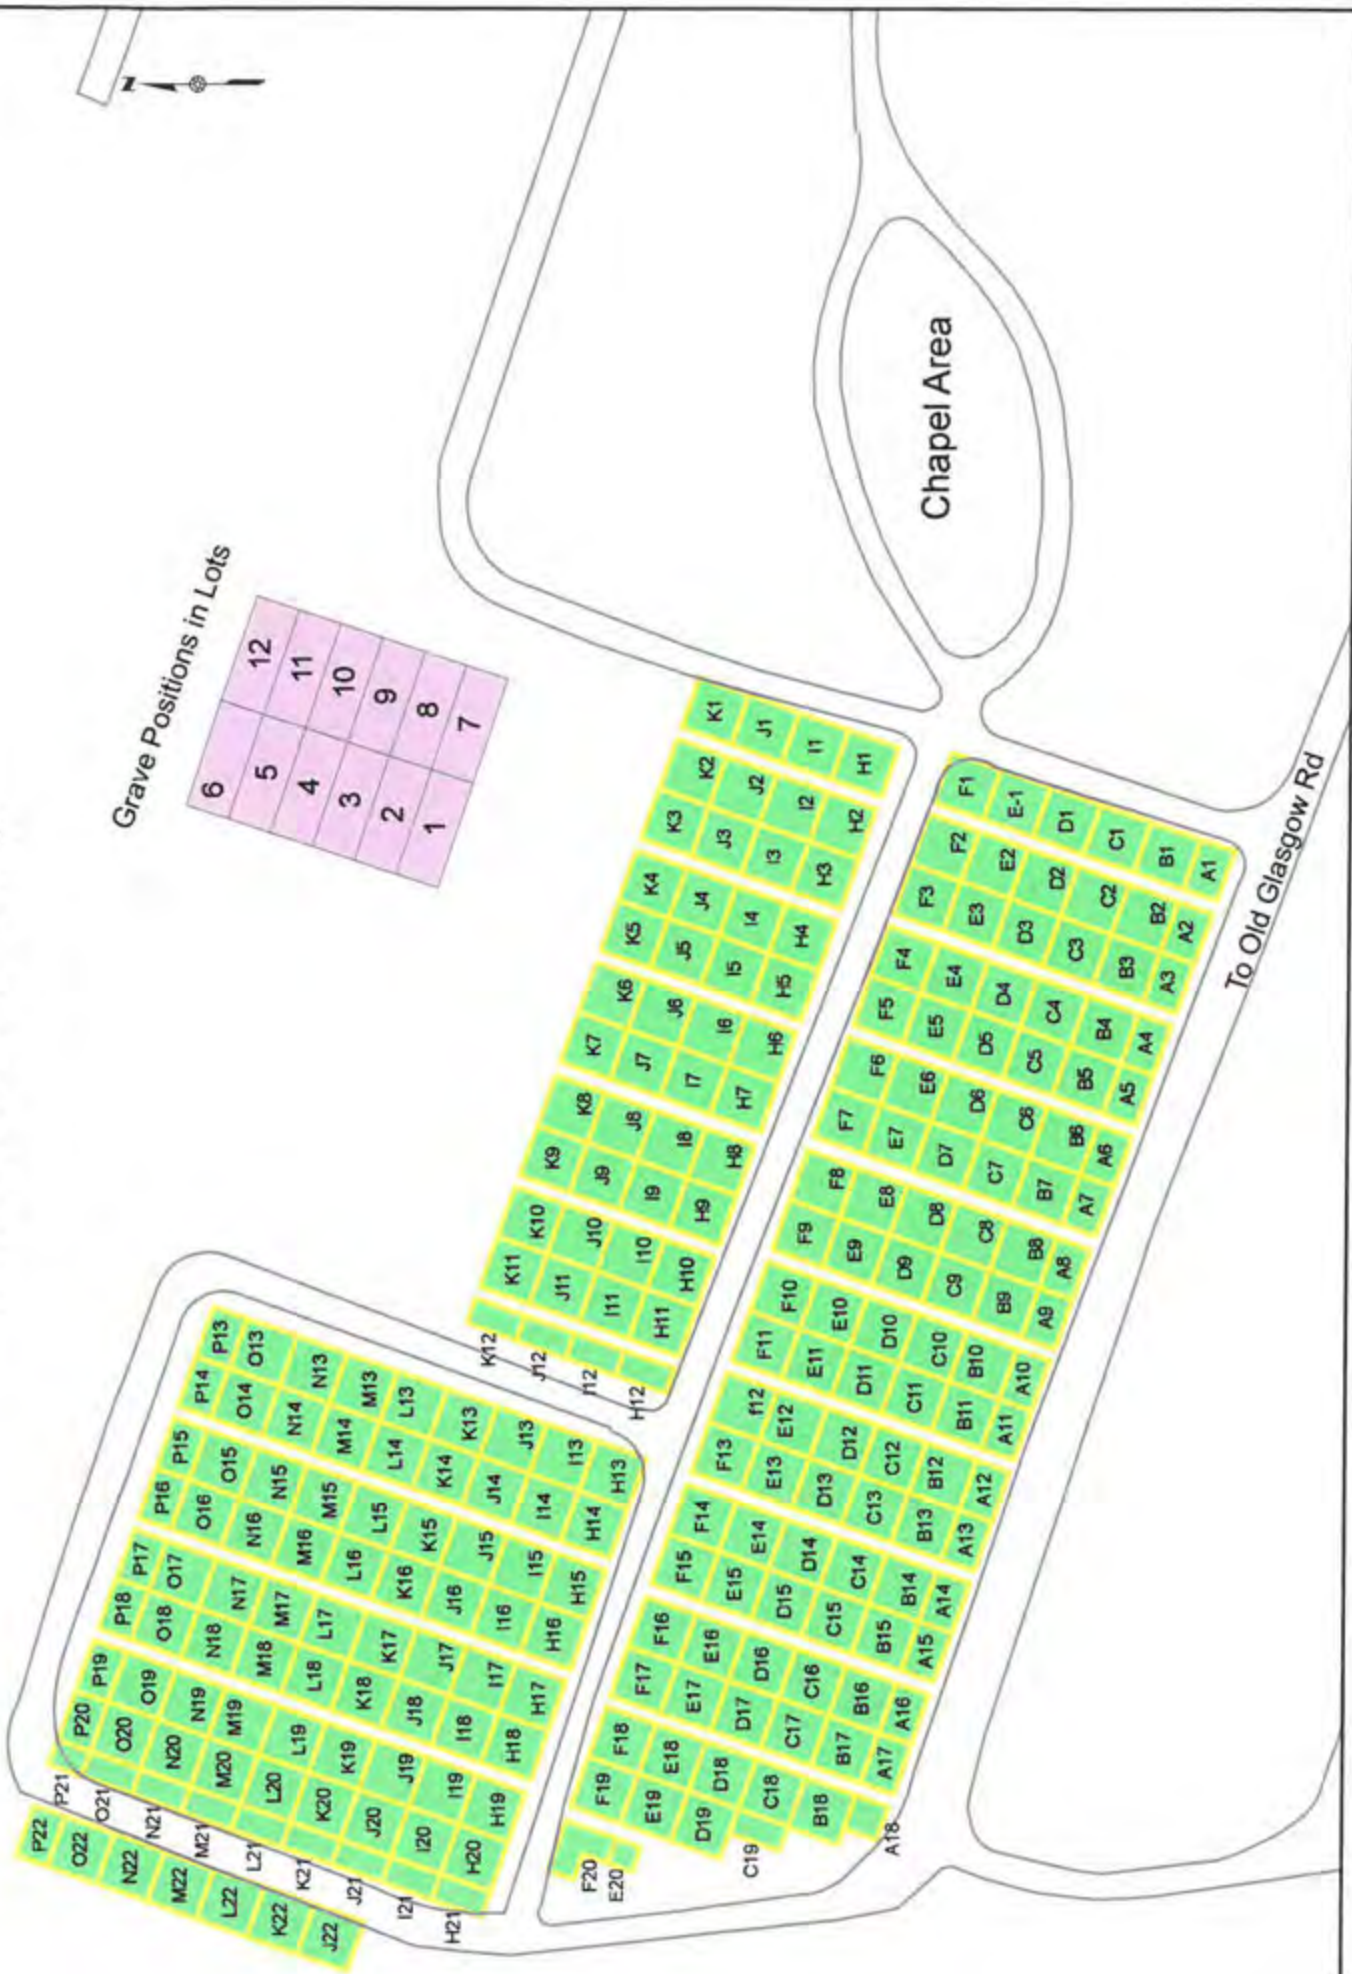 N
Grave Positions in Lots
6 12
5 11
4 10
3 9
2 8
1 7
Chapel Area
To Old Glasgow Rd
P22 P21 P20 P19 P18 P17 P16 P15 P14 P13
O22 O21 O20 O19 O18 O17 O16 O15 O14 O13
N22 N21 N20 N19 N18 N17 N16 N15 N14 N13
M22 M21 M20 M19 M18 M17 M16 M15 M14 M13
L22 L21 L20 L19 L18 L17 L16 L15 L14 L13
K22 K21 K20 K19 K18 K17 K16 K15 K14 K13 K12 K11 K10 K9 K8 K7 K6 K5 K4 K3 K2 K1
J22 J21 J20 J19 J18 J17 J16 J15 J14 J13 J12 J11 J10 J9 J8 J7 J6 J5 J4 J3 J2 J1
I21 I20 I19 I18 I17 I16 I15 I14 I13 I12 I11 I10 I9 I8 I7 I6 I5 I4 I3 I2 I1
H21 H20 H19 H18 H17 H16 H15 H14 H13 H12 H11 H10 H9 H8 H7 H6 H5 H4 H3 H2 H1
F20 F19 F18 F17 F16 F15 F14 F13 f12 F11 F10 F9 F8 F7 F6 F5 F4 F3 F2 F1
E20 E19 E18 E17 E16 E15 E14 E13 E12 E11 E10 E9 E8 E7 E6 E5 E4 E3 E2 E-1
D19 D18 D17 D16 D15 D14 D13 D12 D11 D10 D9 D8 D7 D6 D5 D4 D3 D2 D1
C19 C18 C17 C16 C15 C14 C13 C12 C11 C10 C9 C8 C7 C6 C5 C4 C3 C2 C1
B18 B17 B16 B15 B14 B13 B12 B11 B10 B9 B8 B7 B6 B5 B4 B3 B2 B1
A18 A17 A16 A15 A14 A13 A12 A11 A10 A9 A8 A7 A6 A5 A4 A3 A2 A1